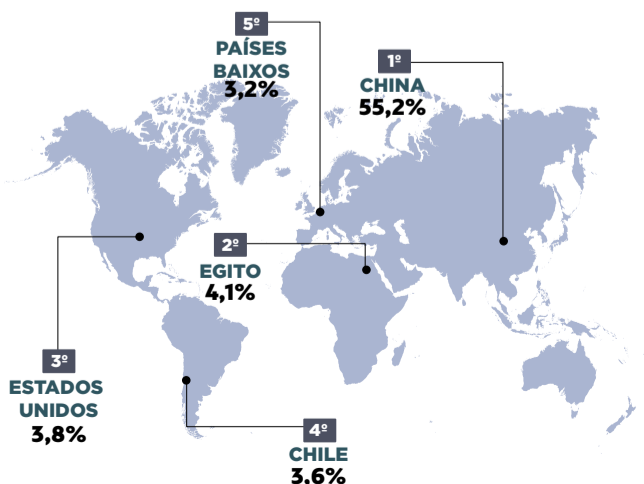 5º
PAÍSES
BAIXOS
3,2%
1º
CHINA
55,2%
2º
EGITO
4,1%
3º
ESTADOS
UNIDOS
3,8%
4º
CHILE
3,6%